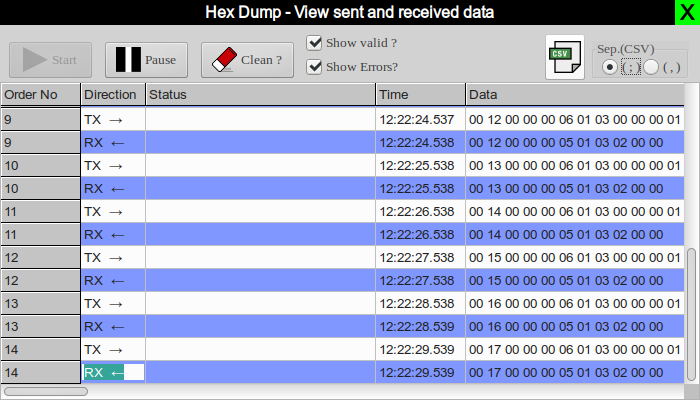 Hex Dump - View sent and received data
X
Start
Pause
Clean ?
Show valid ?
Show Errors?
CSV
Sep.(CSV)
( ; )
( , )
Order No Direction Status Time Data
9 TX → 12:22:24.537 00 12 00 00 00 06 01 03 00 00 00 01
9 RX ← 12:22:24.538 00 12 00 00 00 05 01 03 02 00 00
10 TX → 12:22:25.538 00 13 00 00 00 06 01 03 00 00 00 01
10 RX ← 12:22:25.538 00 13 00 00 00 05 01 03 02 00 00
11 TX → 12:22:26.538 00 14 00 00 00 06 01 03 00 00 00 01
11 RX ← 12:22:26.538 00 14 00 00 00 05 01 03 02 00 00
12 TX → 12:22:27.538 00 15 00 00 00 06 01 03 00 00 00 01
12 RX ← 12:22:27.538 00 15 00 00 00 05 01 03 02 00 00
13 TX → 12:22:28.538 00 16 00 00 00 06 01 03 00 00 00 01
13 RX ← 12:22:28.539 00 16 00 00 00 05 01 03 02 00 00
14 TX → 12:22:29.539 00 17 00 00 00 06 01 03 00 00 00 01
14 RX ← 12:22:29.539 00 17 00 00 00 05 01 03 02 00 00